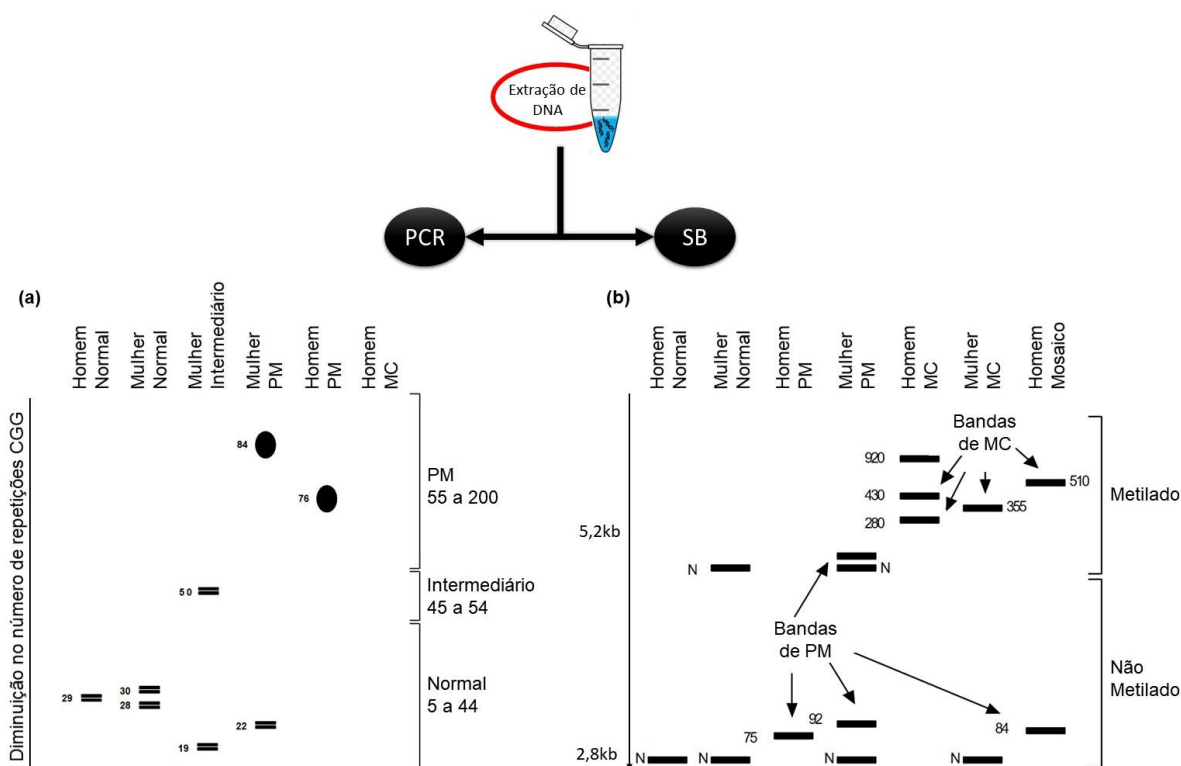 Extração de
DNA
PCR
SB
(a)
Homem
Normal
Mulher
Normal
Mulher
Intermediário
Mulher
PM
Homem
PM
Homem
MC
Diminuição no número de repetições CGG
84
76
50
29
30
28
22
19
PM
55 a 200
Intermediário
45 a 54
Normal
5 a 44
(b)
Homem
Normal
Mulher
Normal
Homem
PM
Mulher
PM
Homem
MC
Mulher
MC
Homem
Mosaico
Bandas
de MC
920
430
280
355
510
5,2kb
N
N
Bandas
de PM
75
92
84
2,8kb
N
N
N
N
Metilado
Não
Metilado